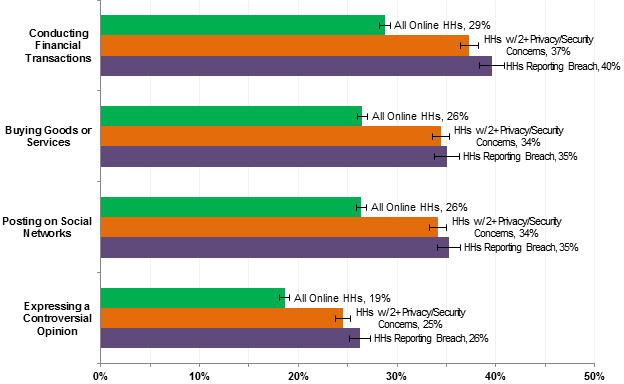 Conducting
Financial
Transactions
All Online HHs, 29%
HHs w/2+Privacy/Security
Concerns, 37%
HHs Reporting Breach, 40%
Buying Goods or
Services
All Online HHs, 26%
HHs w/2+Privacy/Security
Concerns, 34%
HHs Reporting Breach, 35%
Posting on Social
Networks
All Online HHs, 26%
HHs w/2+Privacy/Security
Concerns, 34%
HHs Reporting Breach, 35%
Expressing a
Controversial
Opinion
All Online HHs, 19%
HHs w/2+Privacy/Security
Concerns, 25%
HHs Reporting Breach, 26%
0% 10% 20% 30% 40% 50%